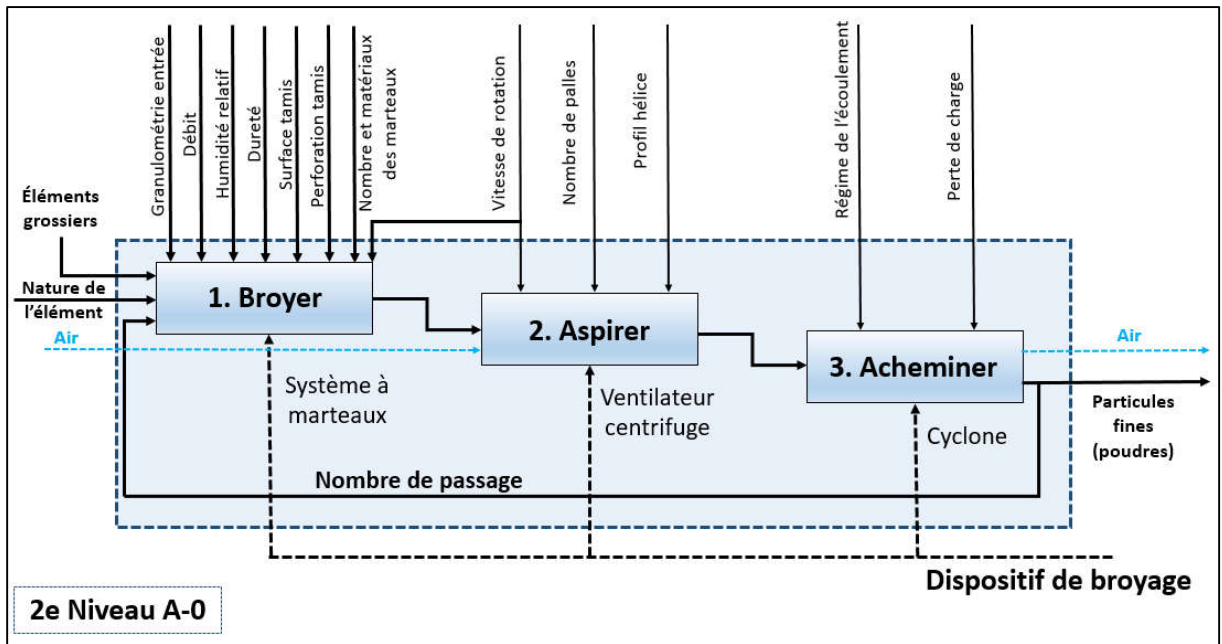 Granulométrie entrée
Débit
Humidité relatif
Dureté
Surface tamis
Perforation tamis
Nombre et matériaux
des marteaux
Vitesse de rotation
Nombre de palles
Profil hélice
Régime de l'écoulement
Perte de charge
Éléments
grossiers
Nature de
l'élément
Air
1. Broyer
2. Aspirer
3. Acheminer
Air
Particules
fines
(poudres)
Système à
marteaux
Ventilateur
centrifuge
Cyclone
Nombre de passage
Dispositif de broyage
2e Niveau A-0